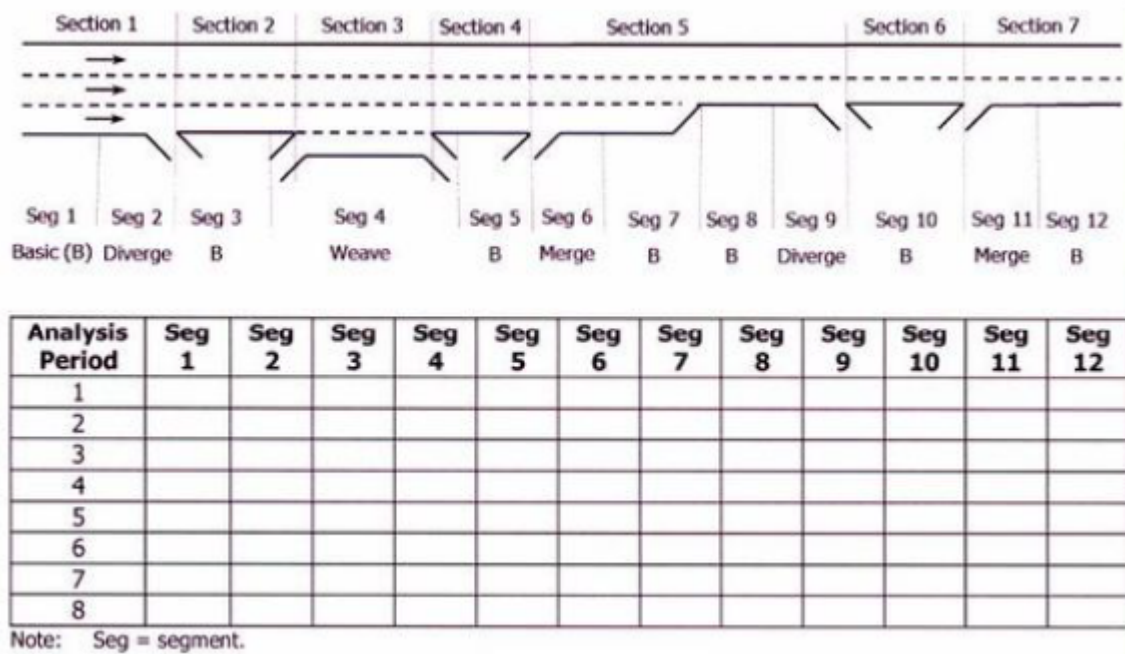 Section 1 Section 2 Section 3 Section 4 Section 5 Section 6 Section 7
Seg 1 Seg 2 Seg 3 Seg 4 Seg 5 Seg 6 Seg 7 Seg 8 Seg 9 Seg 10 Seg 11 Seg 12
Basic (B) Diverge B Weave B Merge B B Diverge B Merge B
Analysis Period Seg 1 Seg 2 Seg 3 Seg 4 Seg 5 Seg 6 Seg 7 Seg 8 Seg 9 Seg 10 Seg 11 Seg 12
1
2
3
4
5
6
7
8
Note: Seg = segment.